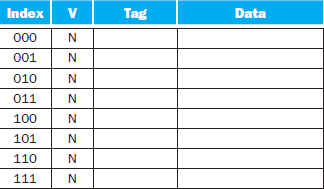 Index V Tag Data
000 N
001 N
010 N
011 N
100 N
101 N
110 N
111 N